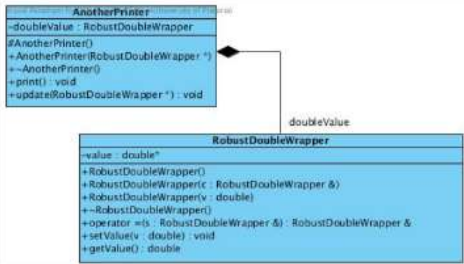 AnotherPrinter
-doubleValue : RobustDoubleWrapper
#AnotherPrinter()
+AnotherPrinter(RobustDoubleWrapper *)
+~AnotherPrinter()
+print() : void
+update(RobustDoubleWrapper *) : void
doubleValue
RobustDoubleWrapper
-value : double*
+RobustDoubleWrapper()
+RobustDoubleWrapper(c : RobustDoubleWrapper &)
+RobustDoubleWrapper(v : double)
+~RobustDoubleWrapper()
+operator =(s : RobustDoubleWrapper &) : RobustDoubleWrapper &
+setValue(v : double) : void
+getValue() : double